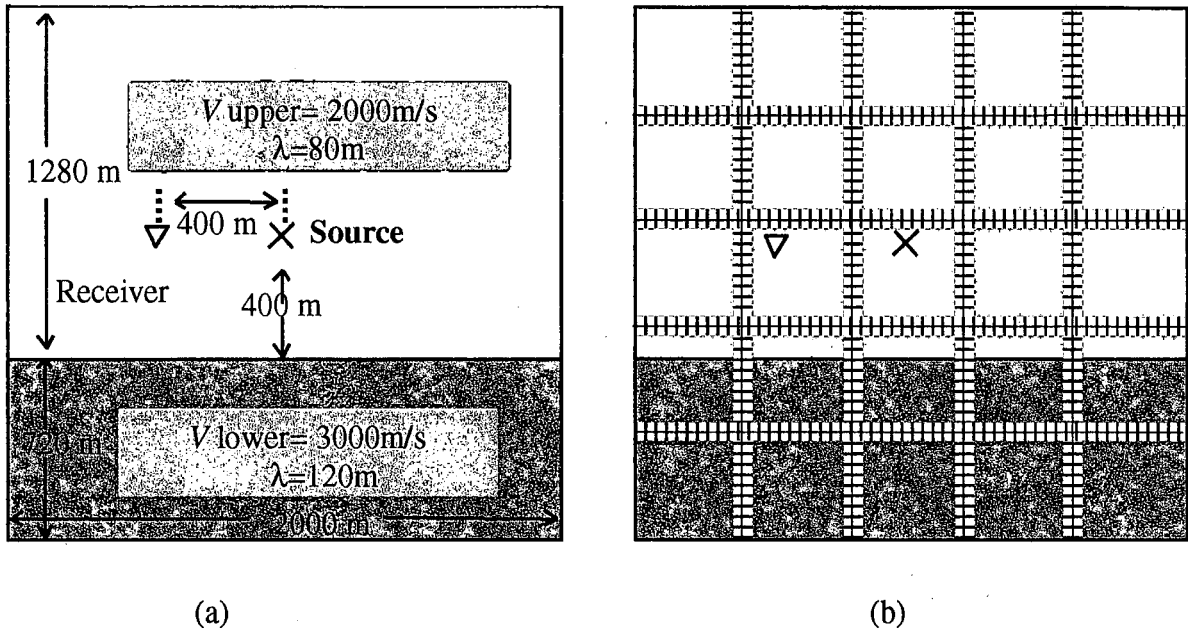 V upper= 2000m/s
λ=80m
1280 m
400 m
Source
Receiver
400 m
720 m
V lower= 3000m/s
λ=120m
2000 m
(a)
(b)